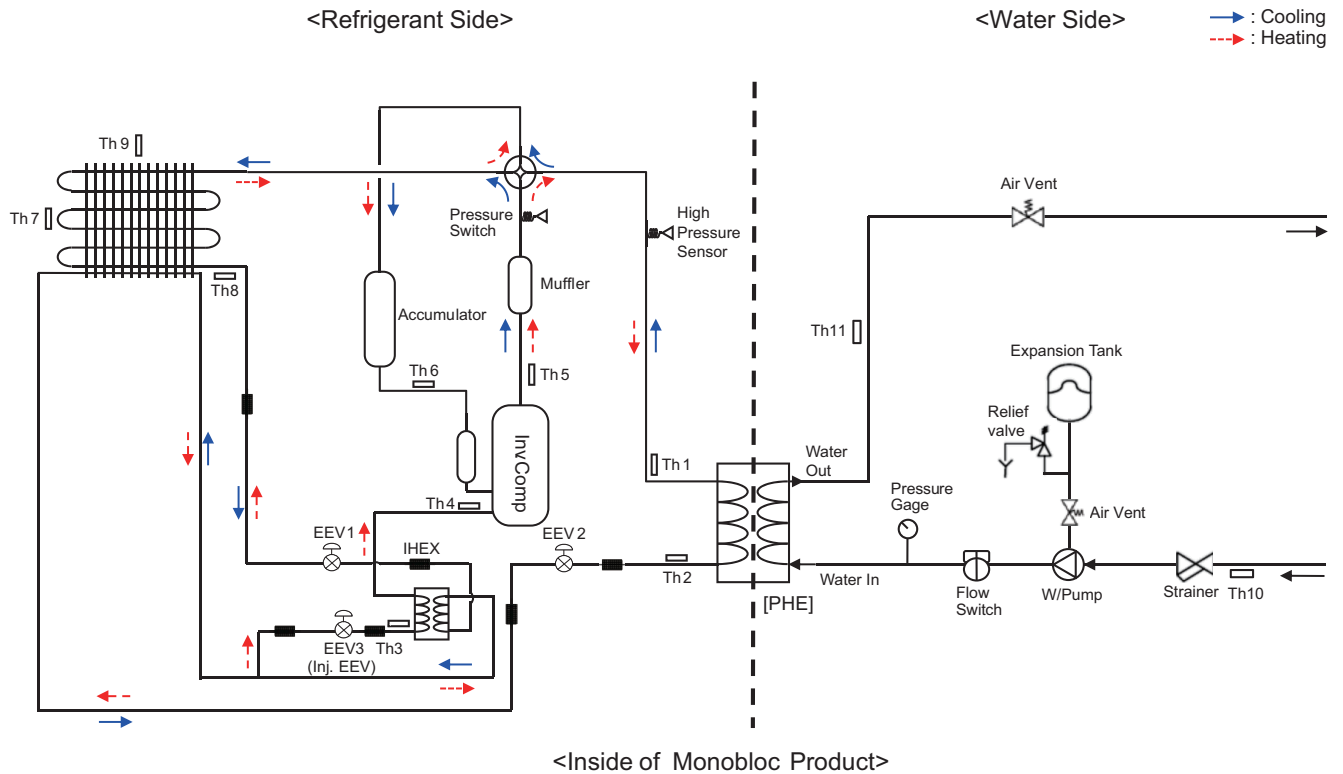 <Refrigerant Side>
<Water Side>
: Cooling
: Heating
Th 9
Th 7
Th8
Pressure
Switch
High
Pressure
Sensor
Air Vent
Muffler
Accumulator
Th 6
Th 5
Th11
Expansion Tank
Relief
valve
Inv.Comp
Th 1
Water
Out
Th4
Pressure
Gage
Air Vent
EEV1
IHEX
EEV 2
Th2
Water In
[PHE]
Flow
Switch
W/Pump
Strainer
Th10
EEV3
(Inj. EEV)
Th3
<Inside of Monobloc Product>